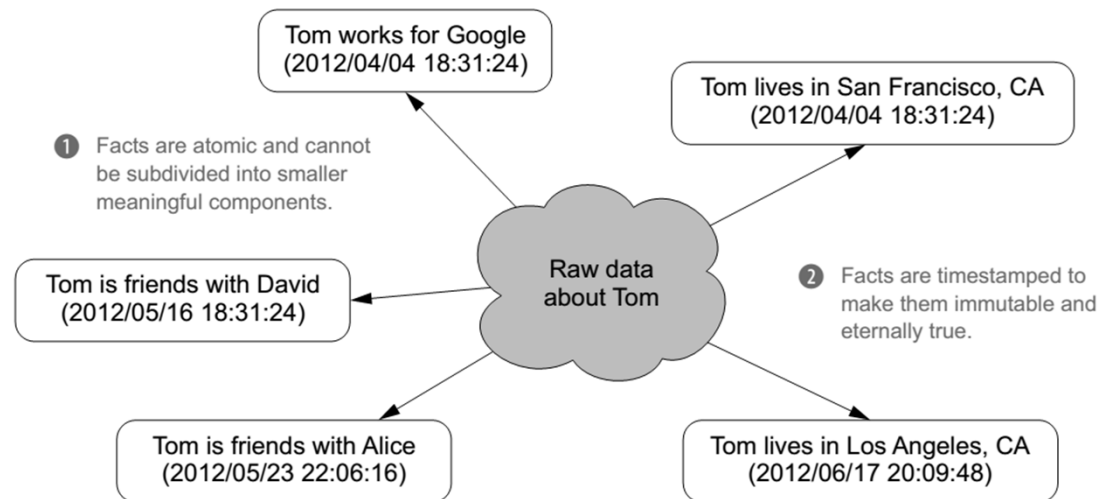 Tom works for Google
(2012/04/04 18:31:24)
Tom lives in San Francisco, CA
(2012/04/04 18:31:24)
1 Facts are atomic and cannot
be subdivided into smaller
meaningful components.
Raw data
about Tom
Tom is friends with David
(2012/05/16 18:31:24)
2 Facts are timestamped to
make them immutable and
eternally true.
Tom is friends with Alice
(2012/05/23 22:06:16)
Tom lives in Los Angeles, CA
(2012/06/17 20:09:48)